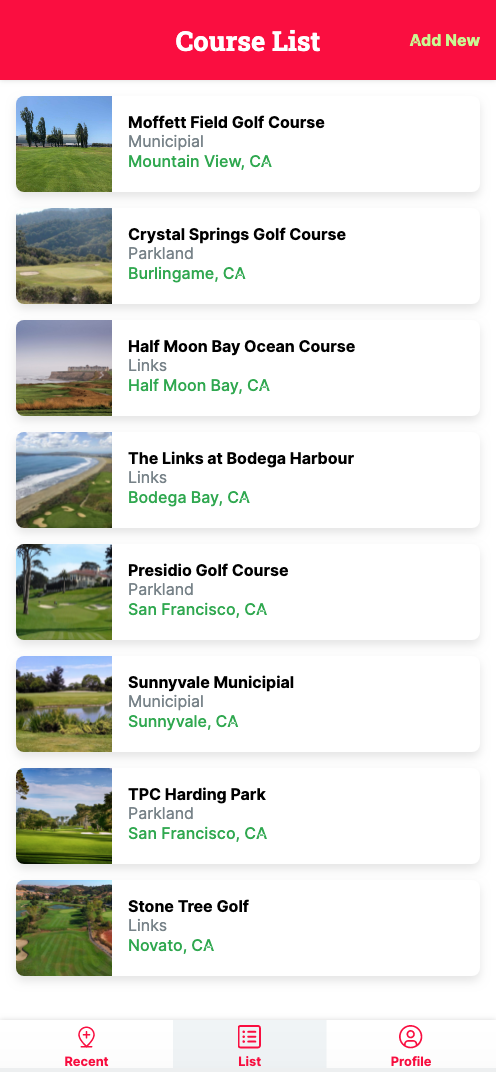 Course List
Add New
Moffett Field Golf Course
Municipial
Mountain View, CA
Crystal Springs Golf Course
Parkland
Burlingame, CA
Half Moon Bay Ocean Course
Links
Half Moon Bay, CA
The Links at Bodega Harbour
Links
Bodega Bay, CA
Presidio Golf Course
Parkland
San Francisco, CA
Sunnyvale Municipial
Municipial
Sunnyvale, CA
TPC Harding Park
Parkland
San Francisco, CA
Stone Tree Golf
Links
Novato, CA
Recent
List
Profile